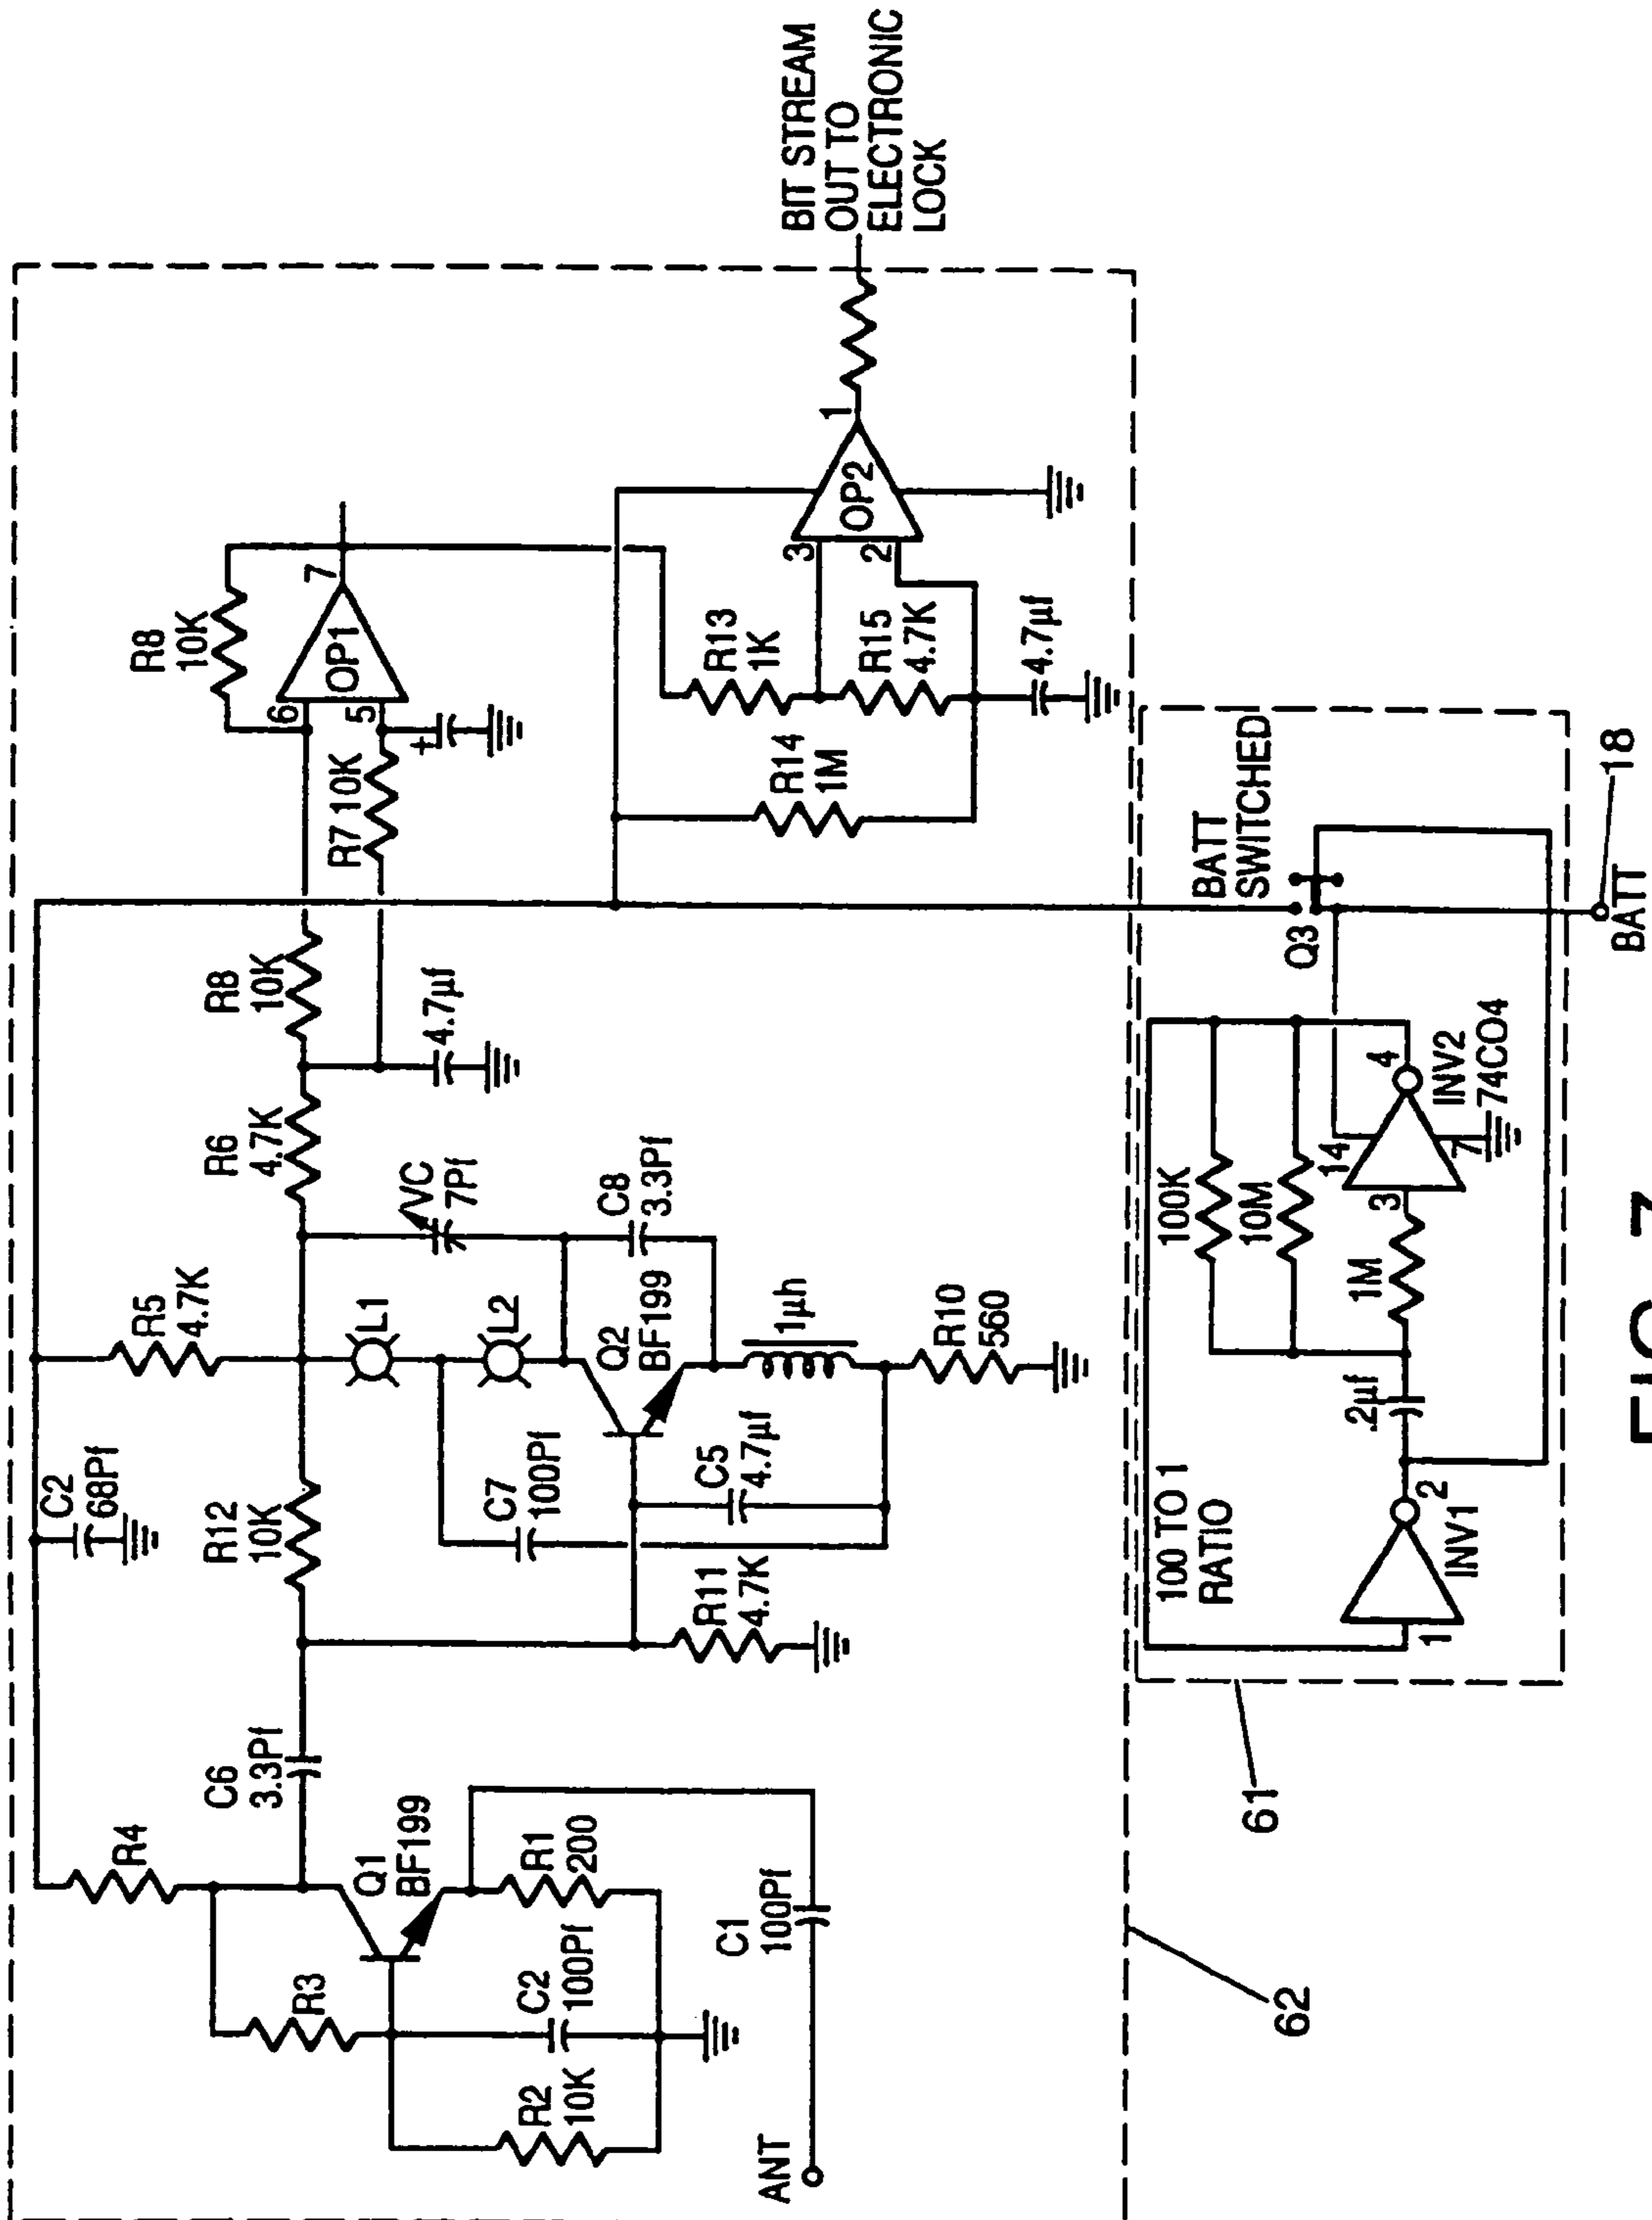 BIT STREAM
OUT TO
ELECTRONIC
LOCK
C2
68Pf
R4
R5
4.7K
R8
10K
C6
3.3Pf
R12
10K
R6
4.7K
R8
10K
6
5
7
OP1
R7 10K
L1
L2
VC
7Pf
4.7µf
R3
Q1
BF199
C7
100Pf
Q2
BF199
C8
3.3Pf
R14
1M
R13
1K
R15
4.7K
3
2
1
OP2
R2
10K
C2
100Pf
R1
200
R11
4.7K
C5
4.7µf
1µh
R10
560
4.7µf
ANT
C1
100Pf
100 TO 1
RATIO
100K
10M
BATT
SWITCHED
1
2
INV1
.2µf
1M
3
14
7
4
INV2
74CO4
Q3
62
61
BATT
18